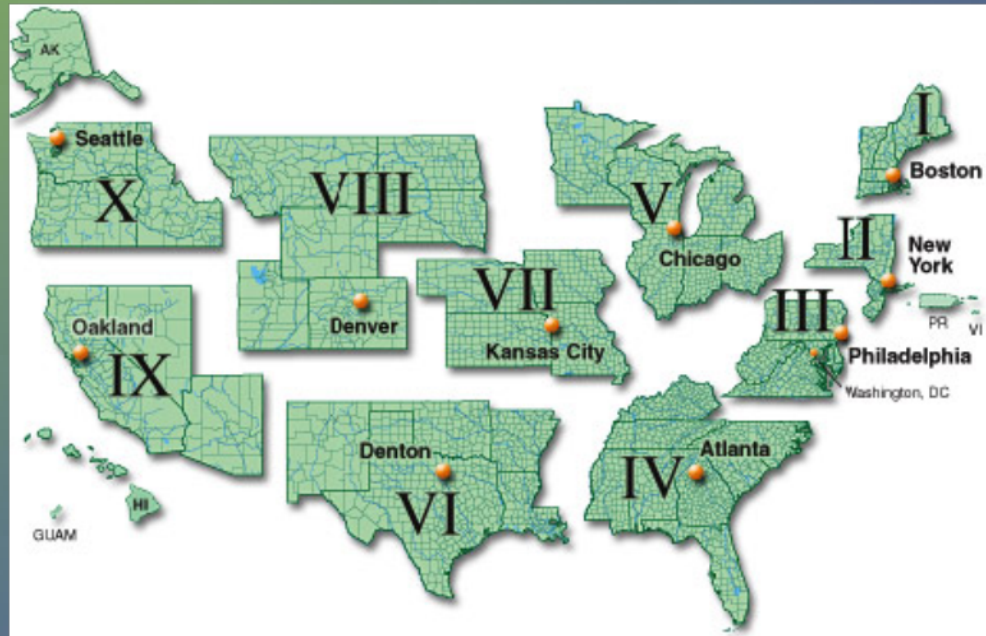 AK
Seattle
X
VIII
V
I
Boston
II
New
York
Chicago
Denver
VII
Kansas City
III
PR
VI
Philadelphia
Washington, DC
Oakland
IX
Denton
VI
IV
Atlanta
HI
GUAM